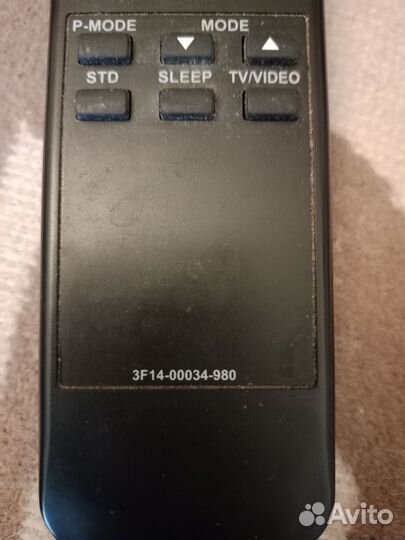 P-MODE MODE
▼ ▲
STD SLEEP TV/VIDEO
3F14-00034-980
Avito